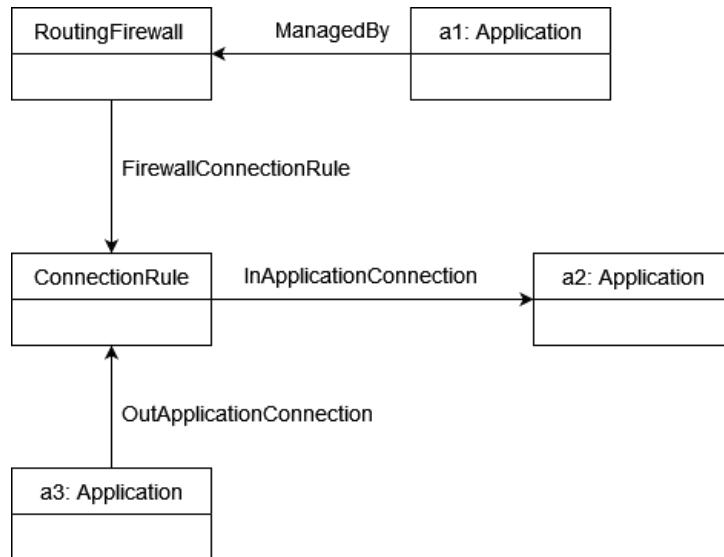 RoutingFirewall
ManagedBy
a1: Application
FirewallConnectionRule
ConnectionRule
InApplicationConnection
a2: Application
OutApplicationConnection
a3: Application